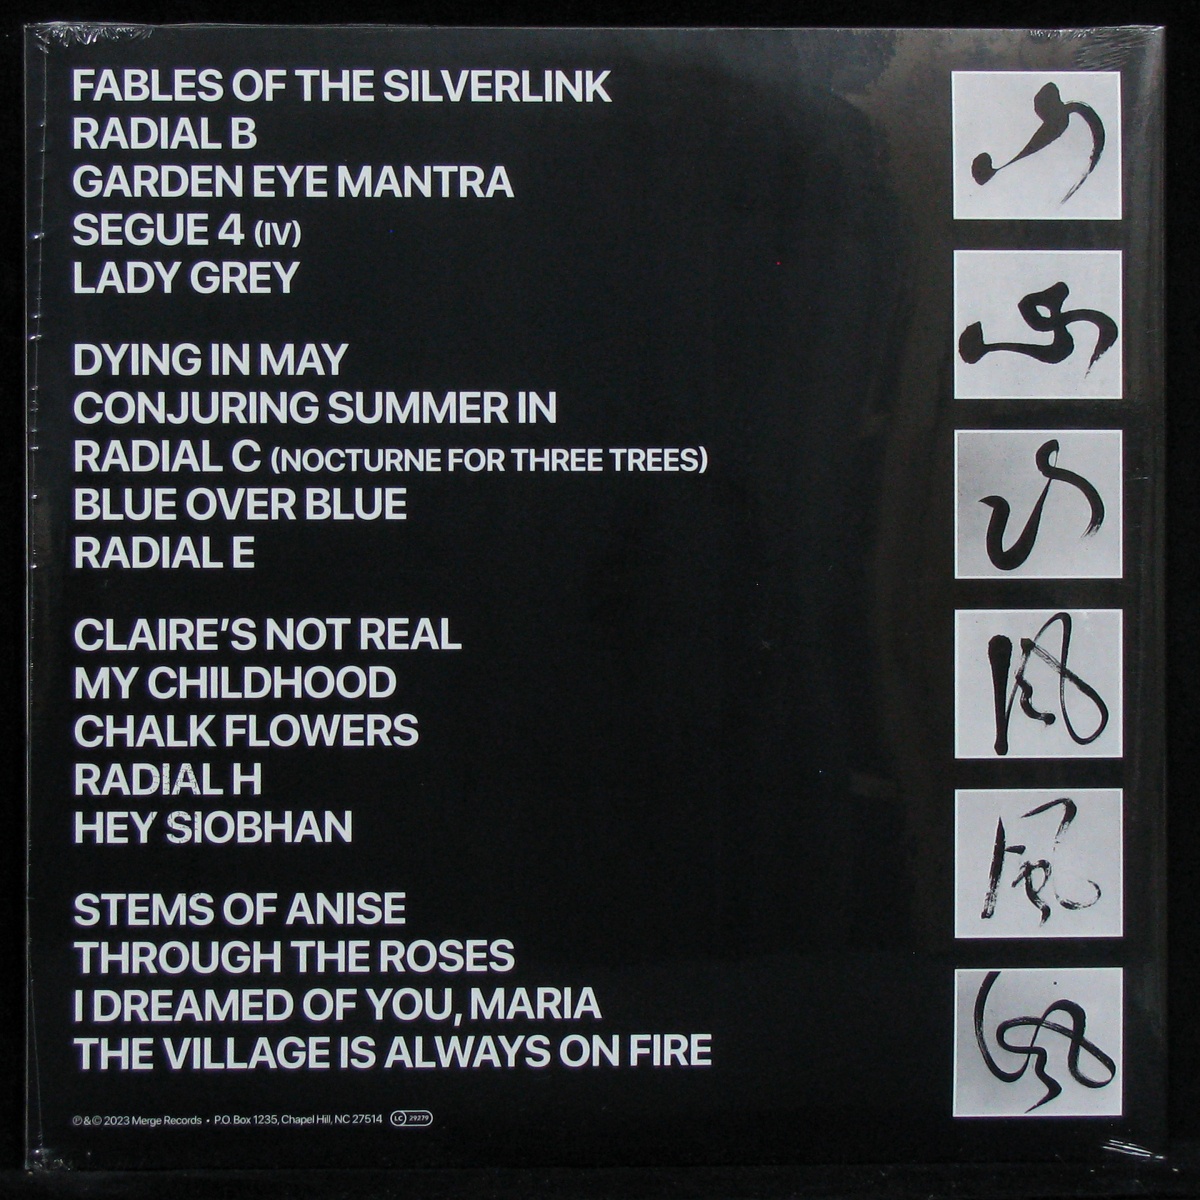 FABLES OF THE SILVERLINK
RADIAL B
GARDEN EYE MANTRA
SEGUE 4 (IV)
LADY GREY
DYING IN MAY
CONJURING SUMMER IN
RADIAL C (NOCTURNE FOR THREE TREES)
BLUE OVER BLUE
RADIAL E
CLAIRE'S NOT REAL
MY CHILDHOOD
CHALK FLOWERS
RADIAL H
HEY SIOBHAN
STEMS OF ANISE
THROUGH THE ROSES
I DREAMED OF YOU, MARIA
THE VILLAGE IS ALWAYS ON FIRE
℗&© 2023 Merge Records • P.O. Box 1235, Chapel Hill, NC 27514 LC 29279